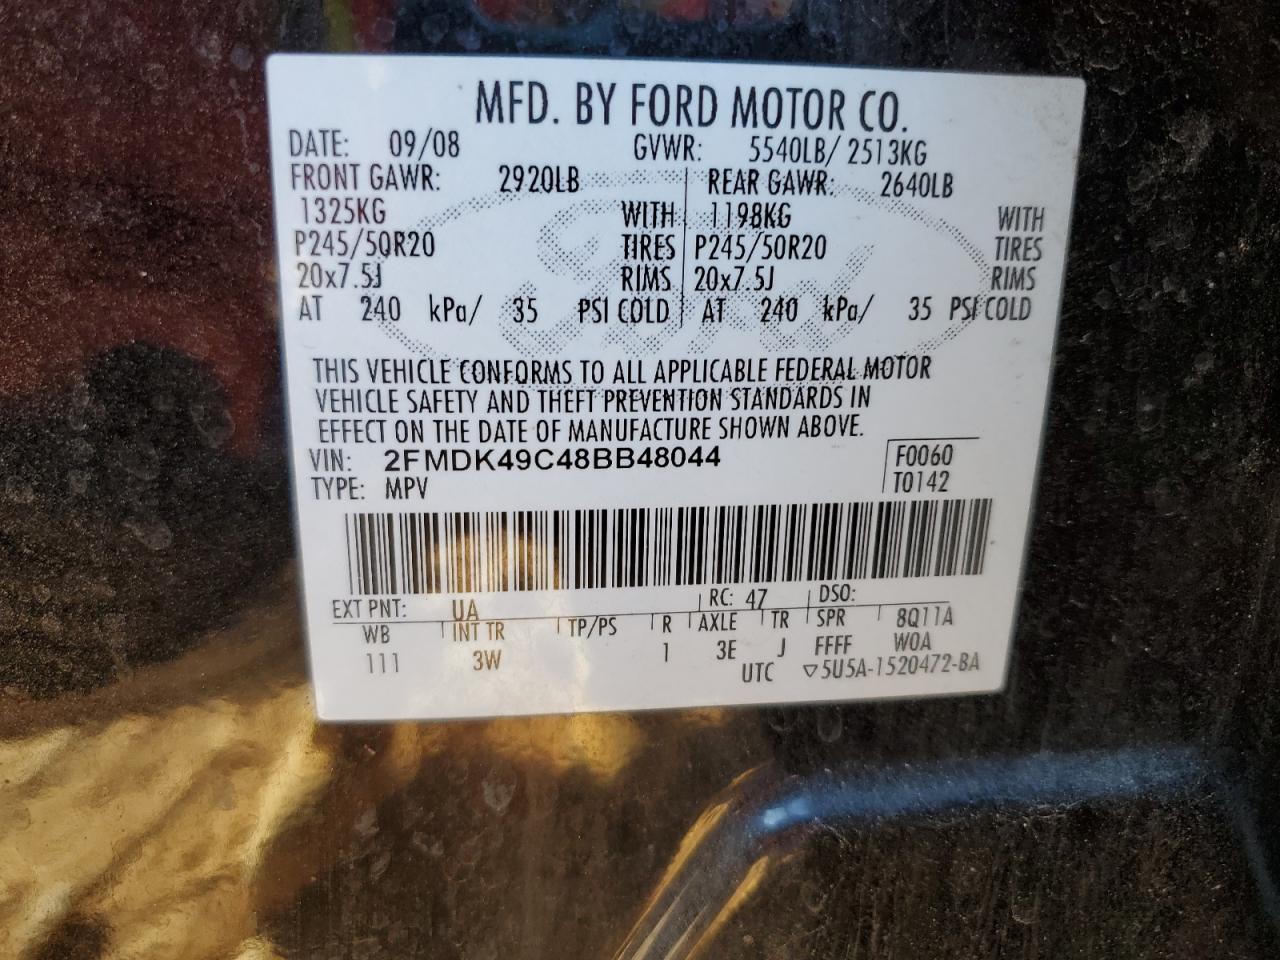 MFD. BY FORD MOTOR CO.
DATE: 09/08 GVWR: 5540LB/ 2513KG
FRONT GAWR: 2920LB REAR GAWR: 2640LB
1325KG WITH 1198KG WITH
P245/50R20 TIRES P245/50R20 TIRES
20x7.5J RIMS 20x7.5J RIMS
AT 240 kPa/ 35 PSI COLD AT 240 kPa/ 35 PSI COLD
THIS VEHICLE CONFORMS TO ALL APPLICABLE FEDERAL MOTOR
VEHICLE SAFETY AND THEFT PREVENTION STANDARDS IN
EFFECT ON THE DATE OF MANUFACTURE SHOWN ABOVE.
VIN: 2FMDK49C48BB48044 F0060
TYPE: MPV T0142
EXT PNT: UA RC: 47 DSO:
WB INT TR TP/PS R AXLE TR SPR 8Q11A
111 3W 1 3E J FFFF WOA
UTC ▽5U5A-1520472-BA